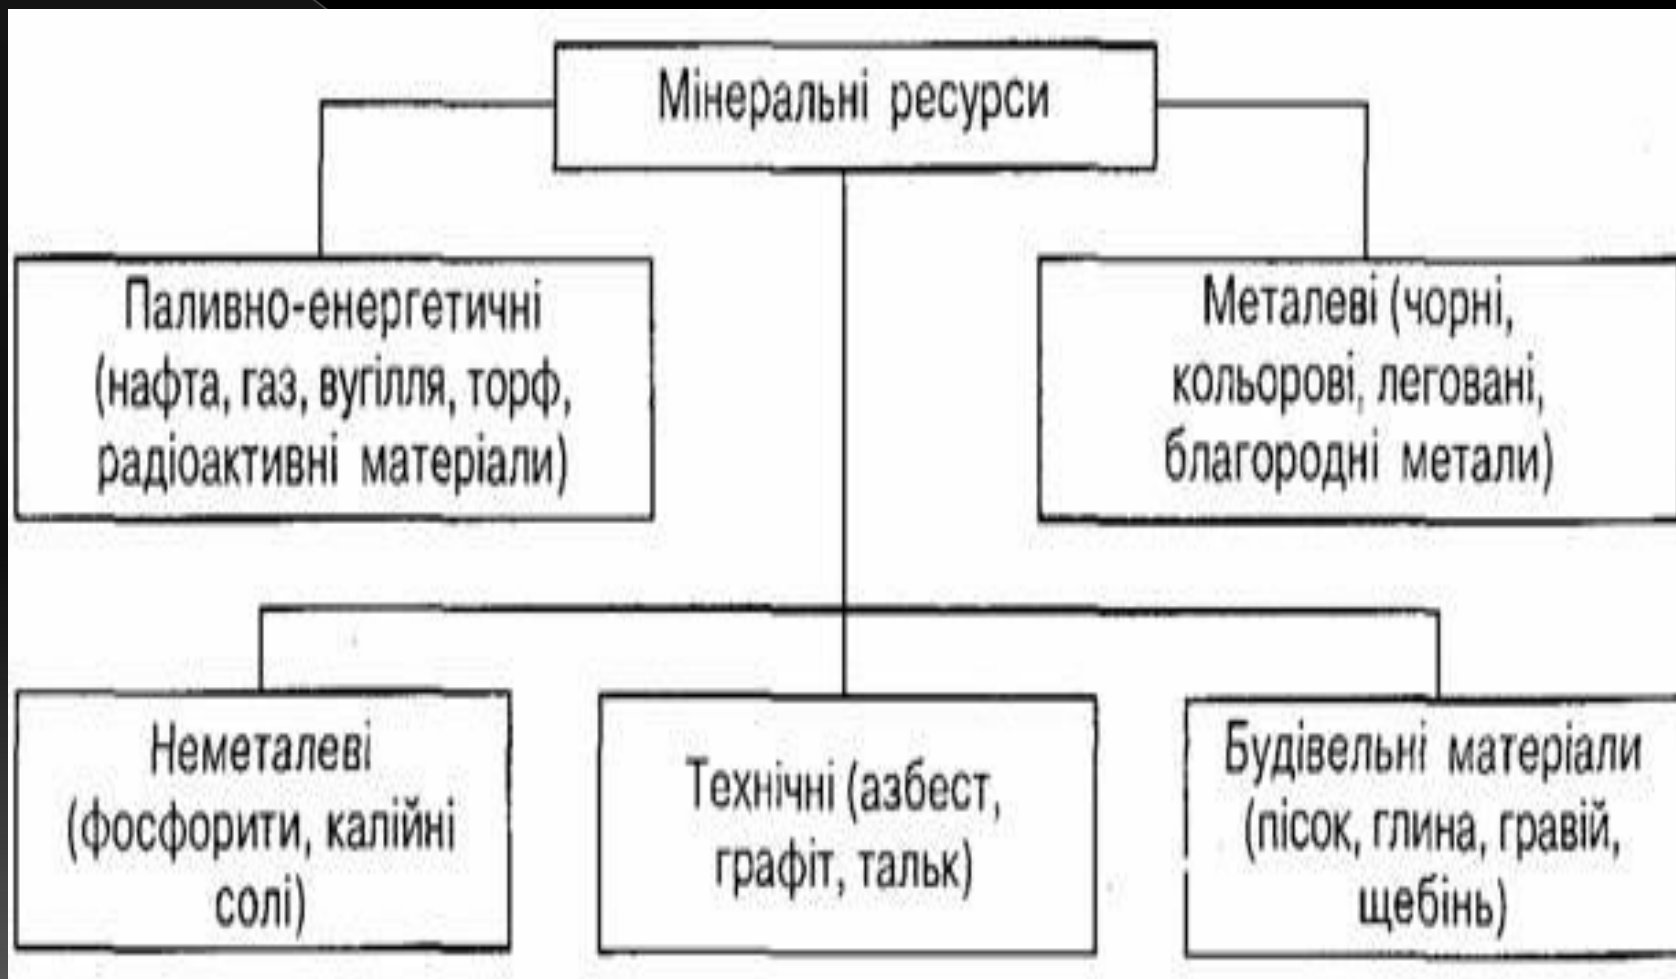 Мінеральні ресурси
Паливно-енергетичні
(нафта, газ, вугілля, торф,
радіоактивні матеріали)
Металеві (чорні,
кольорові, леговані,
благородні метали)
Неметалеві
(фосфорити, калійні
солі)
Технічні (азбест,
графіт, тальк)
Будівельні матеріали
(пісок, глина, гравій,
щебінь)